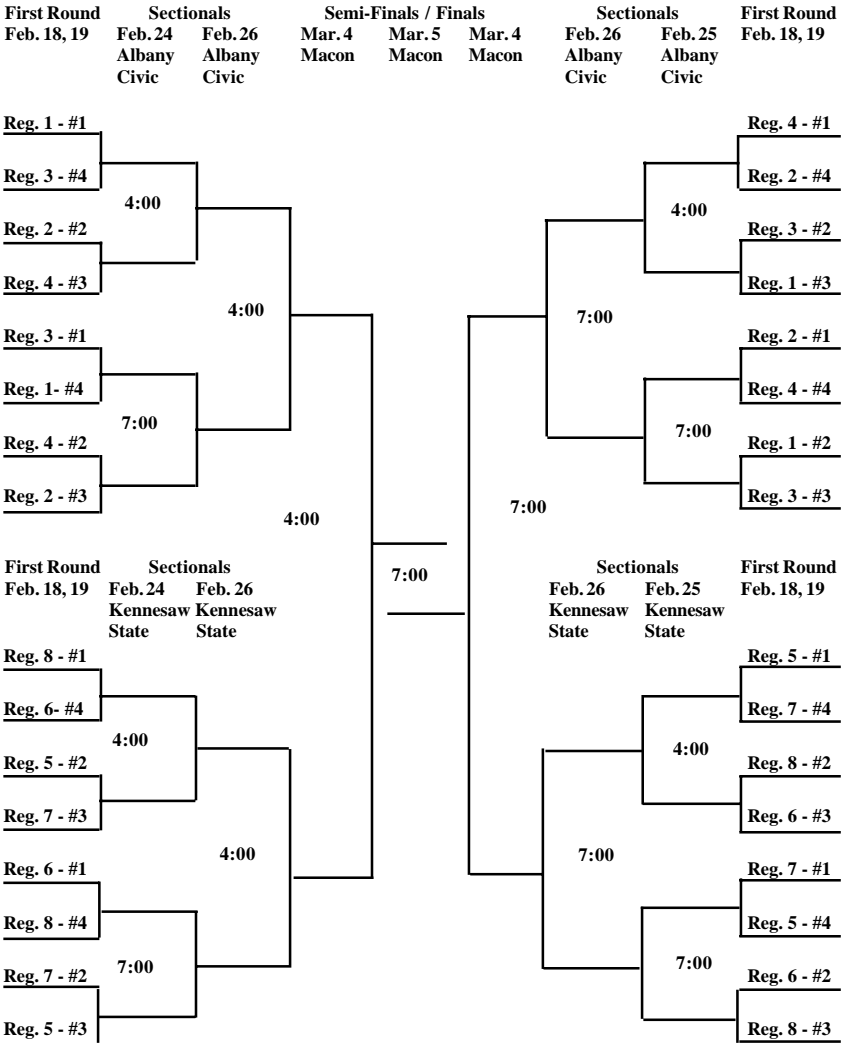 First Round Sectionals Semi-Finals / Finals Sectionals First Round
Feb. 18, 19 Feb. 24 Feb. 26 Mar. 4 Mar. 5 Mar. 4 Feb. 26 Feb. 25 Feb. 18, 19
Albany Albany Macon Macon Macon Albany Albany
Civic Civic Civic Civic
Reg. 1 - #1 Reg. 4 - #1
Reg. 3 - #4 Reg. 2 - #4
4:00 4:00
Reg. 2 - #2 Reg. 3 - #2
Reg. 4 - #3 Reg. 1 - #3
4:00 7:00
Reg. 3 - #1 Reg. 2 - #1
Reg. 1- #4 Reg. 4 - #4
7:00 7:00
Reg. 4 - #2 Reg. 1 - #2
Reg. 2 - #3 Reg. 3 - #3
4:00 7:00
First Round Sectionals Sectionals First Round
7:00
Feb. 18, 19 Feb. 24 Feb. 26 Feb. 26 Feb. 25 Feb. 18, 19
Kennesaw Kennesaw Kennesaw Kennesaw
State State State State
Reg. 8 - #1 Reg. 5 - #1
Reg. 6- #4 Reg. 7 - #4
4:00 4:00
Reg. 5 - #2 Reg. 8 - #2
Reg. 7 - #3 Reg. 6 - #3
4:00 7:00
Reg. 6 - #1 Reg. 7 - #1
Reg. 8 - #4 Reg. 5 - #4
7:00 7:00
Reg. 7 - #2 Reg. 6 - #2
Reg. 5 - #3 Reg. 8 - #3